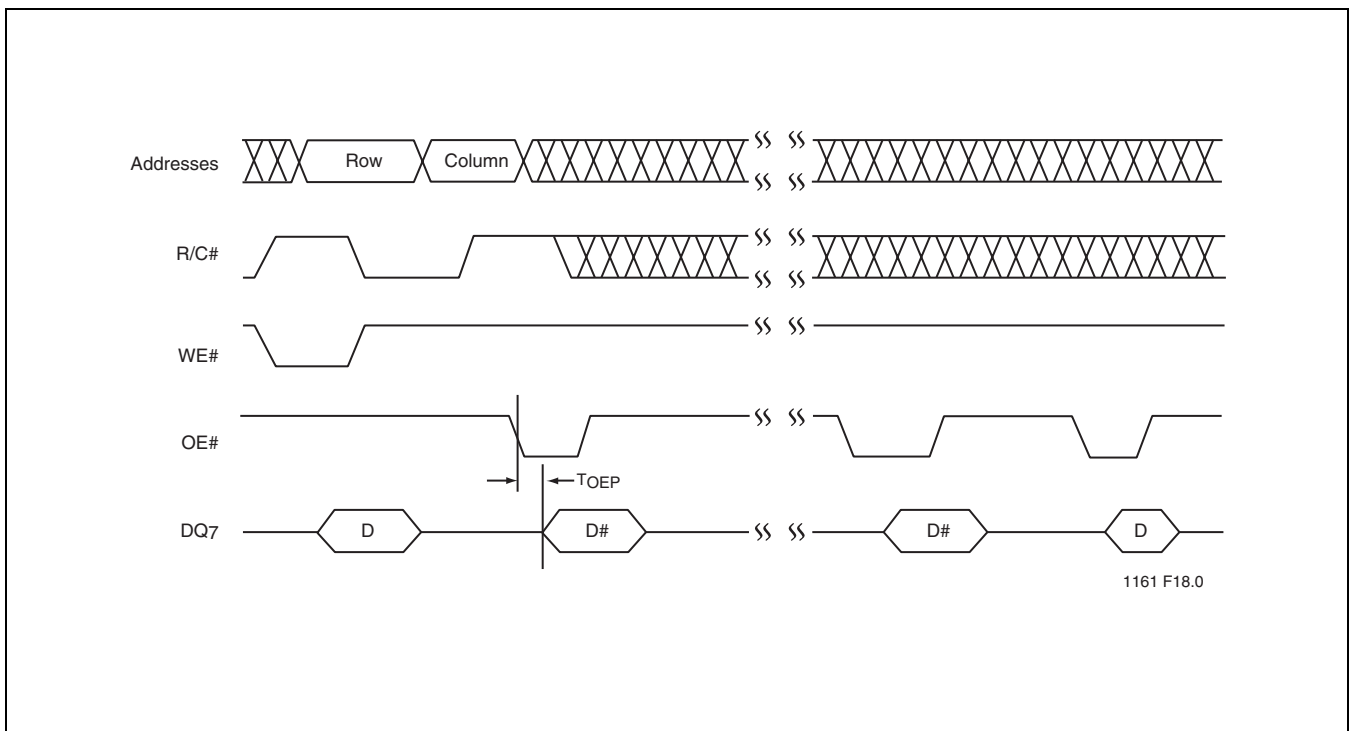 Addresses
Row
Column
R/C#
WE#
OE#
TOEP
DQ7
D
D#
D#
D
1161 F18.0